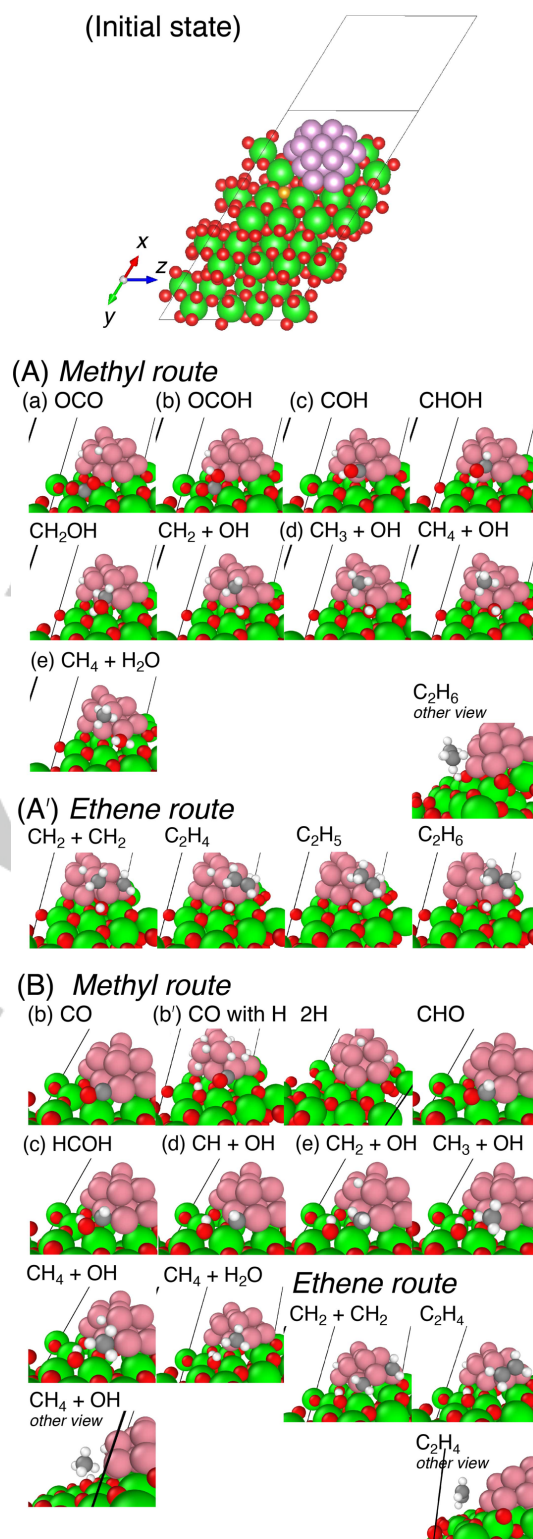 (Initial state)
x
z
y
(A) Methyl route
(a) OCO (b) OCOH (c) COH CHOH
CH₂OH CH₂ + OH (d) CH₃ + OH CH₄ + OH
(e) CH₄ + H₂O
C₂H₆
other view
(A′) Ethene route
CH₂ + CH₂ C₂H₄ C₂H₅ C₂H₆
(B) Methyl route
(b) CO (b′) CO with H 2H CHO
(c) HCOH (d) CH + OH (e) CH₂ + OH CH₃ + OH
CH₄ + OH CH₄ + H₂O
Ethene route
CH₂ + CH₂ C₂H₄
CH₄ + OH
other view
C₂H₄
other view